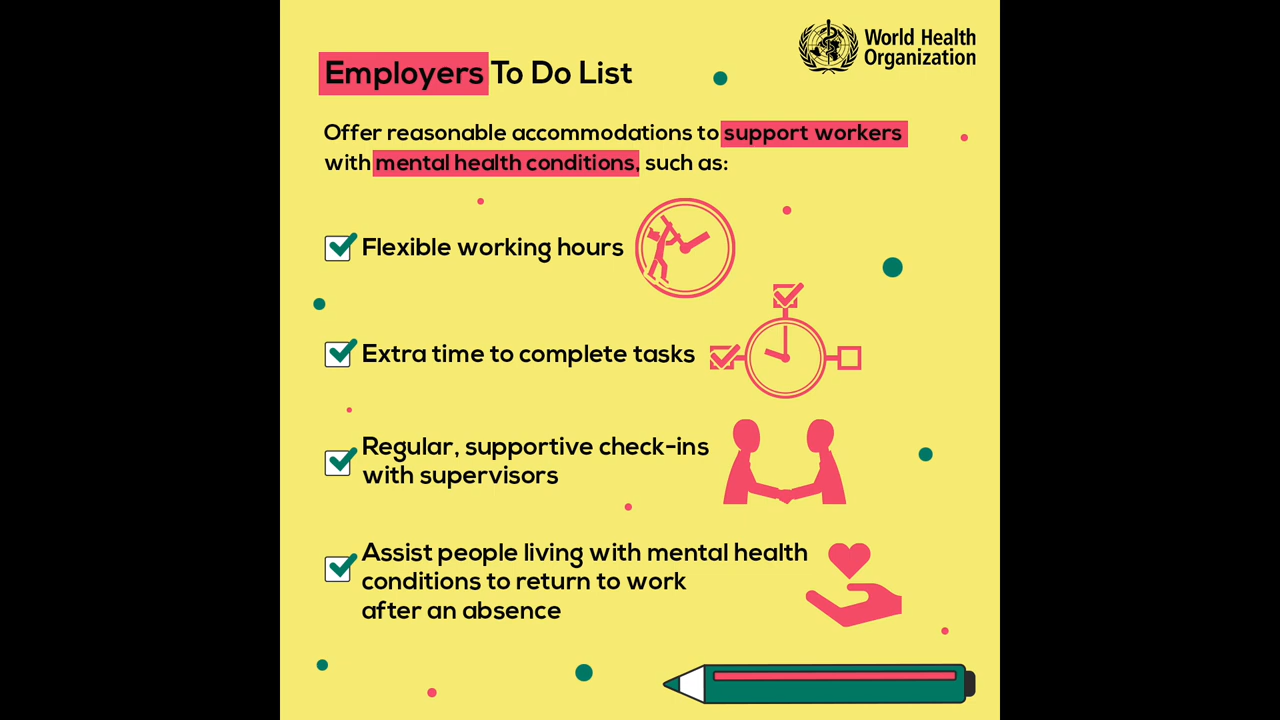 World Health
Organization
Employers To Do List
Offer reasonable accommodations to support workers
with mental health conditions, such as:
Flexible working hours
Extra time to complete tasks
Regular, supportive check-ins
with supervisors
Assist people living with mental health
conditions to return to work
after an absence